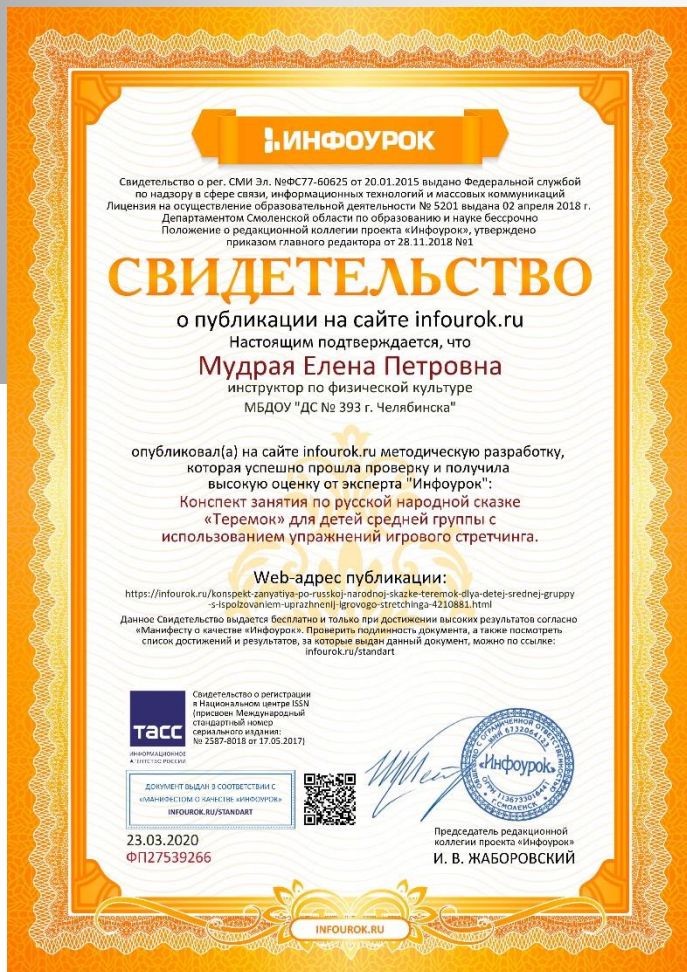 ИНФОУРОК
Свидетельство о рег. СМИ Эл. №ФС77-60625 от 20.01.2015 выдано Федеральной службой
по надзору в сфере связи, информационных технологий и массовых коммуникаций
Лицензия на осуществление образовательной деятельности № 5201 выдана 02 апреля 2018 г.
Департаментом Смоленской области по образованию и науке бессрочно
Положение о редакционной коллегии проекта «Инфоурок», утверждено
приказом главного редактора от 28.11.2018 №1
СВИДЕТЕЛЬСТВО
о публикации на сайте infourok.ru
Настоящим подтверждается, что
Мудрая Елена Петровна
инструктор по физической культуре
МБДОУ "ДС № 393 г. Челябинска"
опубликовал(а) на сайте infourok.ru методическую разработку,
которая успешно прошла проверку и получила
высокую оценку от эксперта "Инфоурок":
Конспект занятия по русской народной сказке
«Теремок» для детей средней группы с
использованием упражнений игрового стретчинга.
Web-адрес публикации:
https://infourok.ru/konspekt-zanyatiya-po-russkoj-narodnoj-skazke-teremok-dlya-detej-srednej-gruppy
-s-ispolzovaniem-uprazhnenij-igrovogo-stretchinga-4210881.html
Данное Свидетельство выдается бесплатно и только при достижении высоких результатов согласно
«Манифесту о качестве «Инфоурок». Проверить подлинность документа, а также посмотреть
список достижений и результатов, за которые выдан данный документ, можно по ссылке:
infourok.ru/standart
Свидетельство о регистрации
в Национальном центре ISSN
(присвоен Международный
стандартный номер
сериального издания:
№ 2587-8018 от 17.05.2017)
ТАСС
ИНФОРМАЦИОННОЕ
АГЕНТСТВО РОССИИ
ДОКУМЕНТ ВЫДАН В СООТВЕТСТВИИ С
«МАНИФЕСТОМ О КАЧЕСТВЕ «ИНФОУРОК»
INFOUROK.RU/STANDART
«Инфоурок»
Г.СМОЛЕНСК
23.03.2020
ФП27539266
Председатель редакционной
коллегии проекта «Инфоурок»
И. В. ЖАБОРОВСКИЙ
INFOUROK.RU